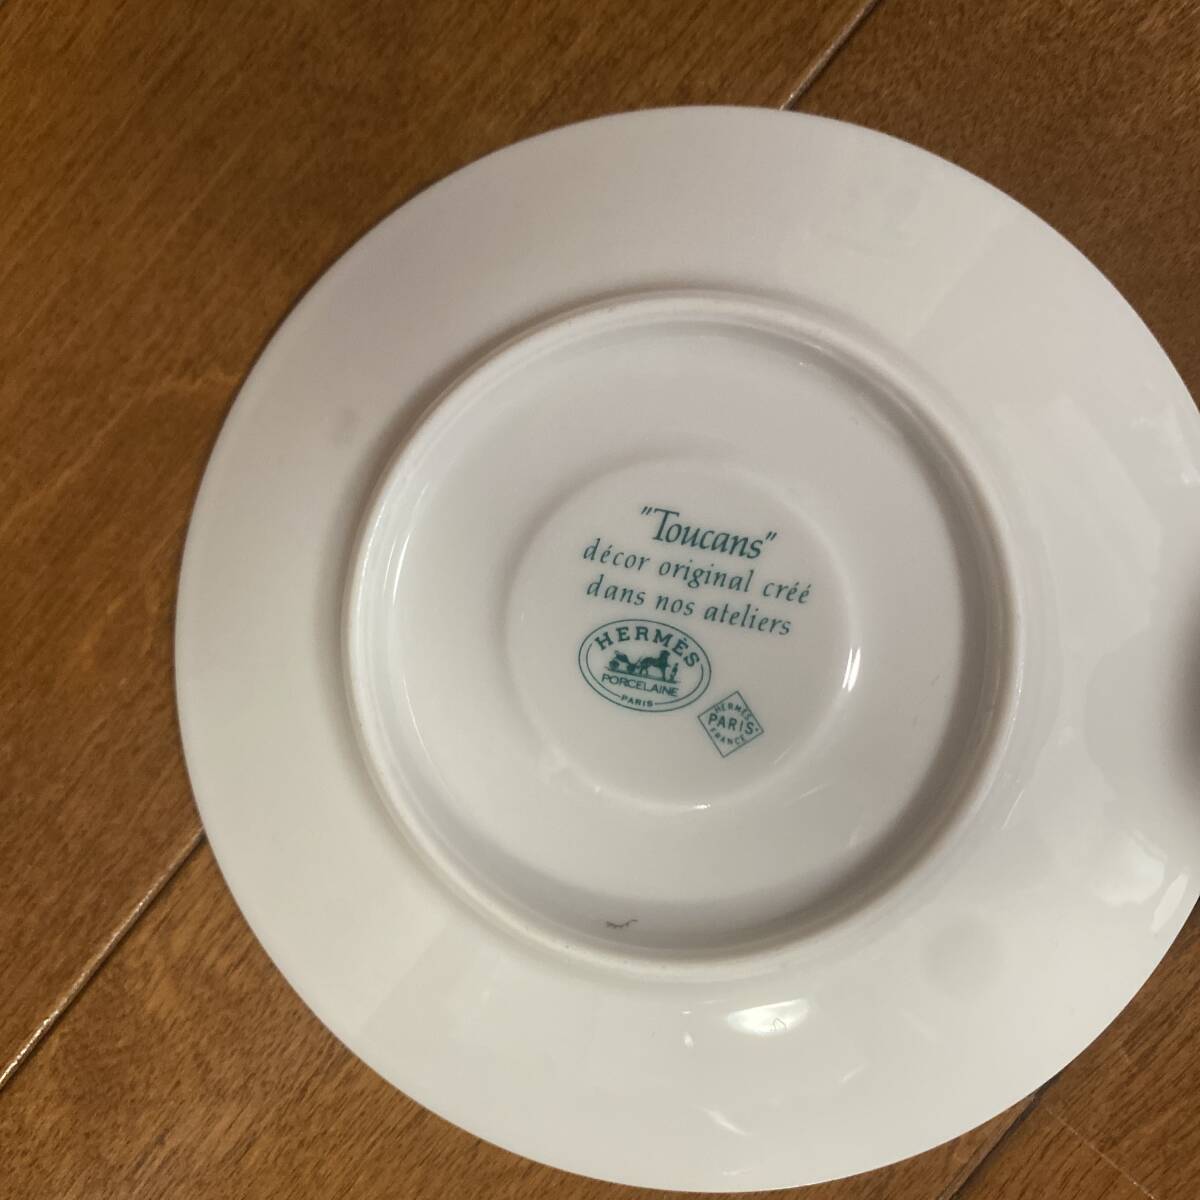 "Toucans"
décor original créé
dans nos ateliers
HERMÈS
PORCELAINE
PARIS
HERMÈS
PARIS
FRANCE